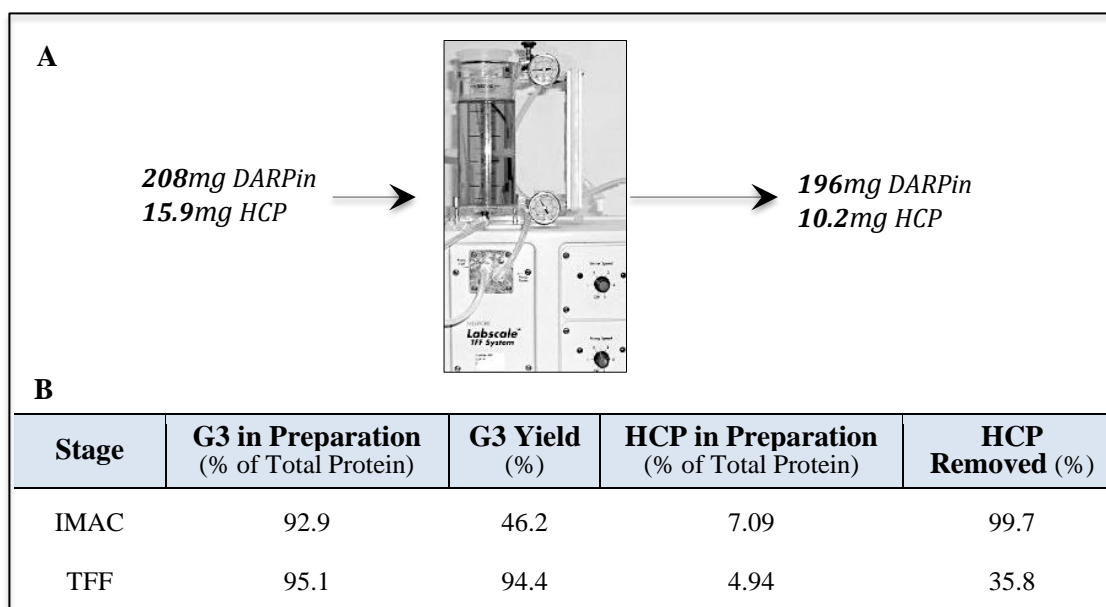 A
208mg DARPin
15.9mg HCP
196mg DARPin
10.2mg HCP
Labscale
TFF System
B
Stage G3 in Preparation (% of Total Protein) G3 Yield (%) HCP in Preparation (% of Total Protein) HCP Removed (%)
IMAC 92.9 46.2 7.09 99.7
TFF 95.1 94.4 4.94 35.8